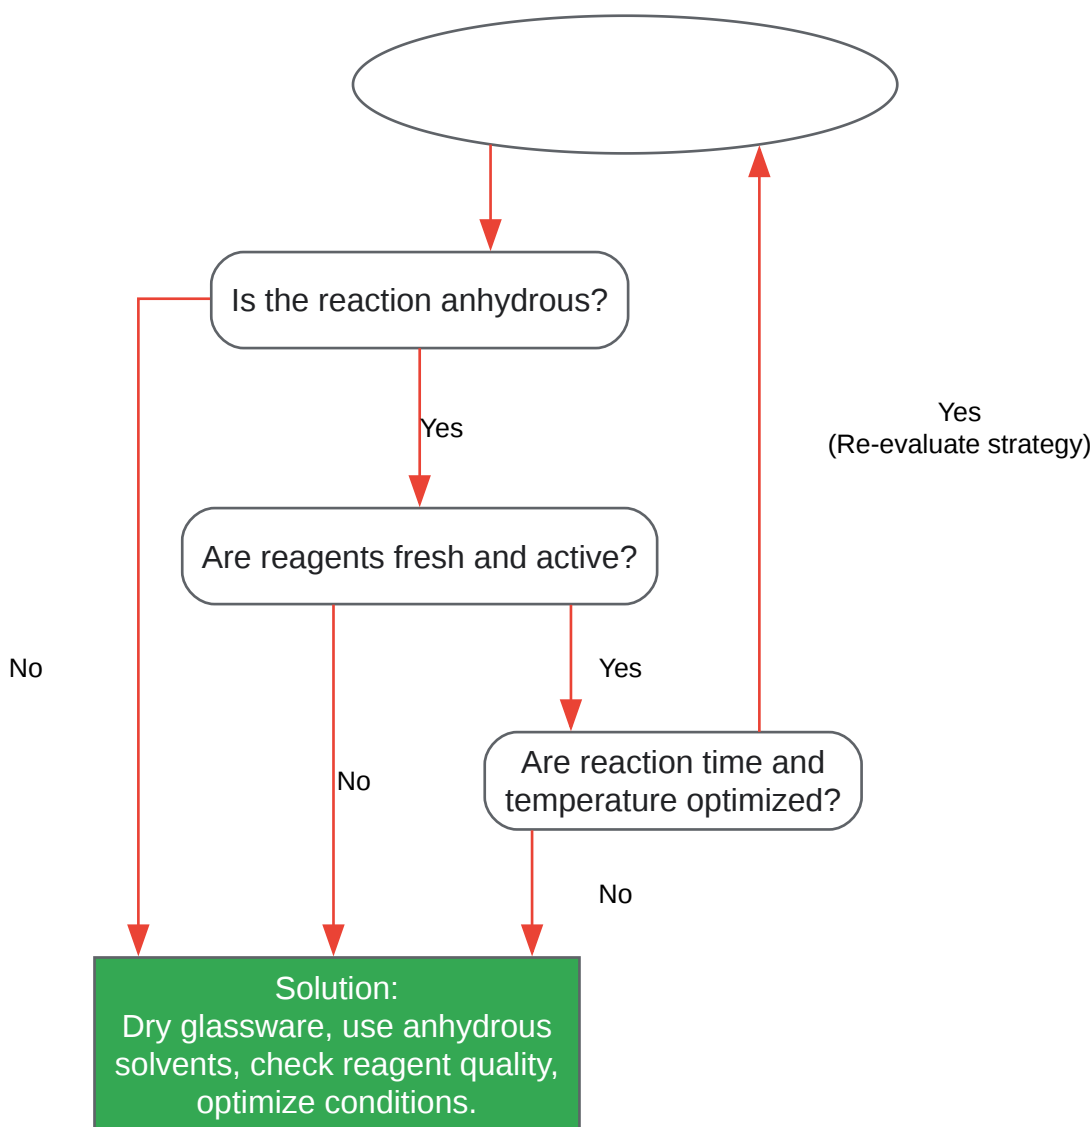 Is the reaction anhydrous?
Yes
(Re-evaluate strategy)
Yes
Are reagents fresh and active?
No
Yes
Are reaction time and
temperature optimized?
No
No
Solution:
Dry glassware, use anhydrous
solvents, check reagent quality,
optimize conditions.